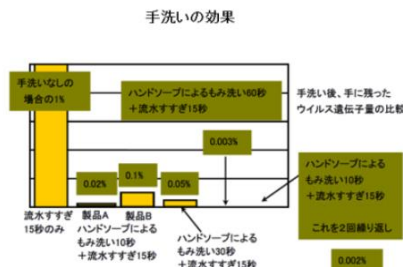 手洗いの効果
手洗いなしの
場合の1%
ハンドソープによるもみ洗い60秒
+流水すすぎ15秒
手洗い後、手に残った
ウイルス遺伝子量の比較
0.003%
0.02%
0.1%
0.05%
ハンドソープによる
もみ洗い10秒
+流水すすぎ15秒
これを2回繰り返し
0.002%
流水すすぎ
15秒のみ
製品A
製品B
ハンドソープによる
もみ洗い10秒
+流水すすぎ15秒
ハンドソープによる
もみ洗い30秒
+流水すすぎ15秒